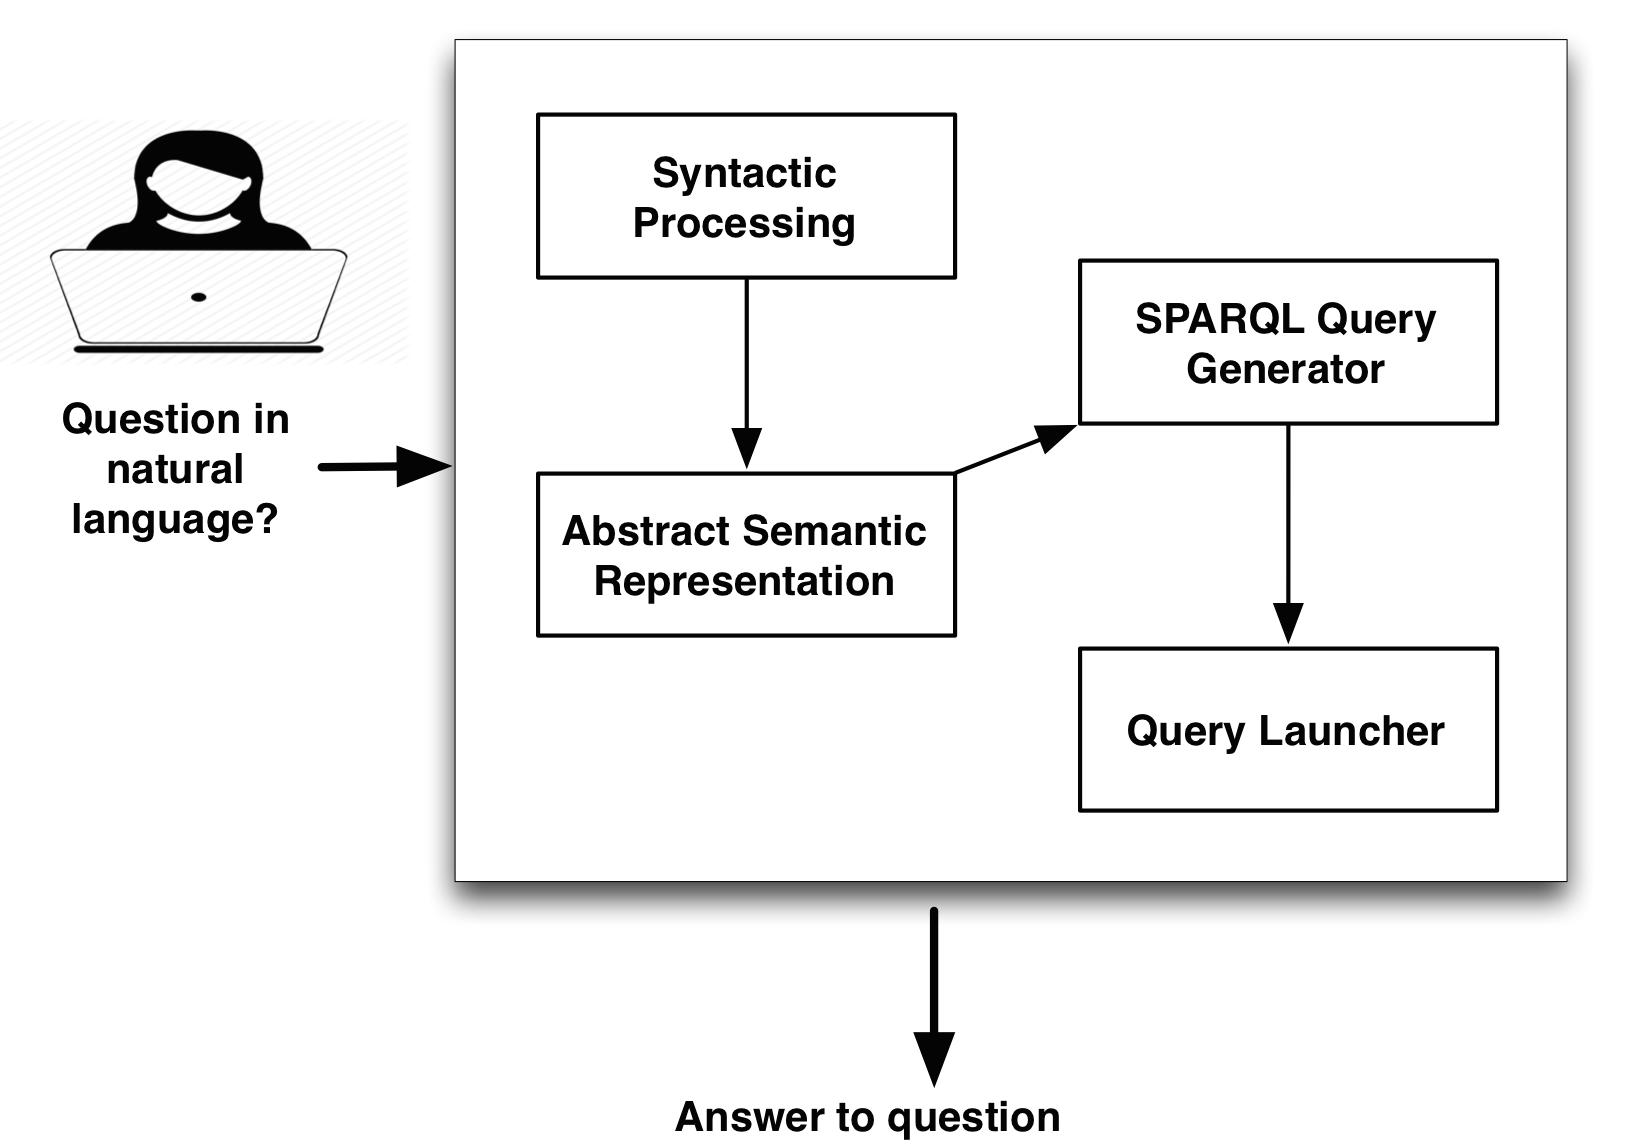 Syntactic
Processing
SPARQL Query
Generator
Question in
natural
language?
Abstract Semantic
Representation
Query Launcher
Answer to question